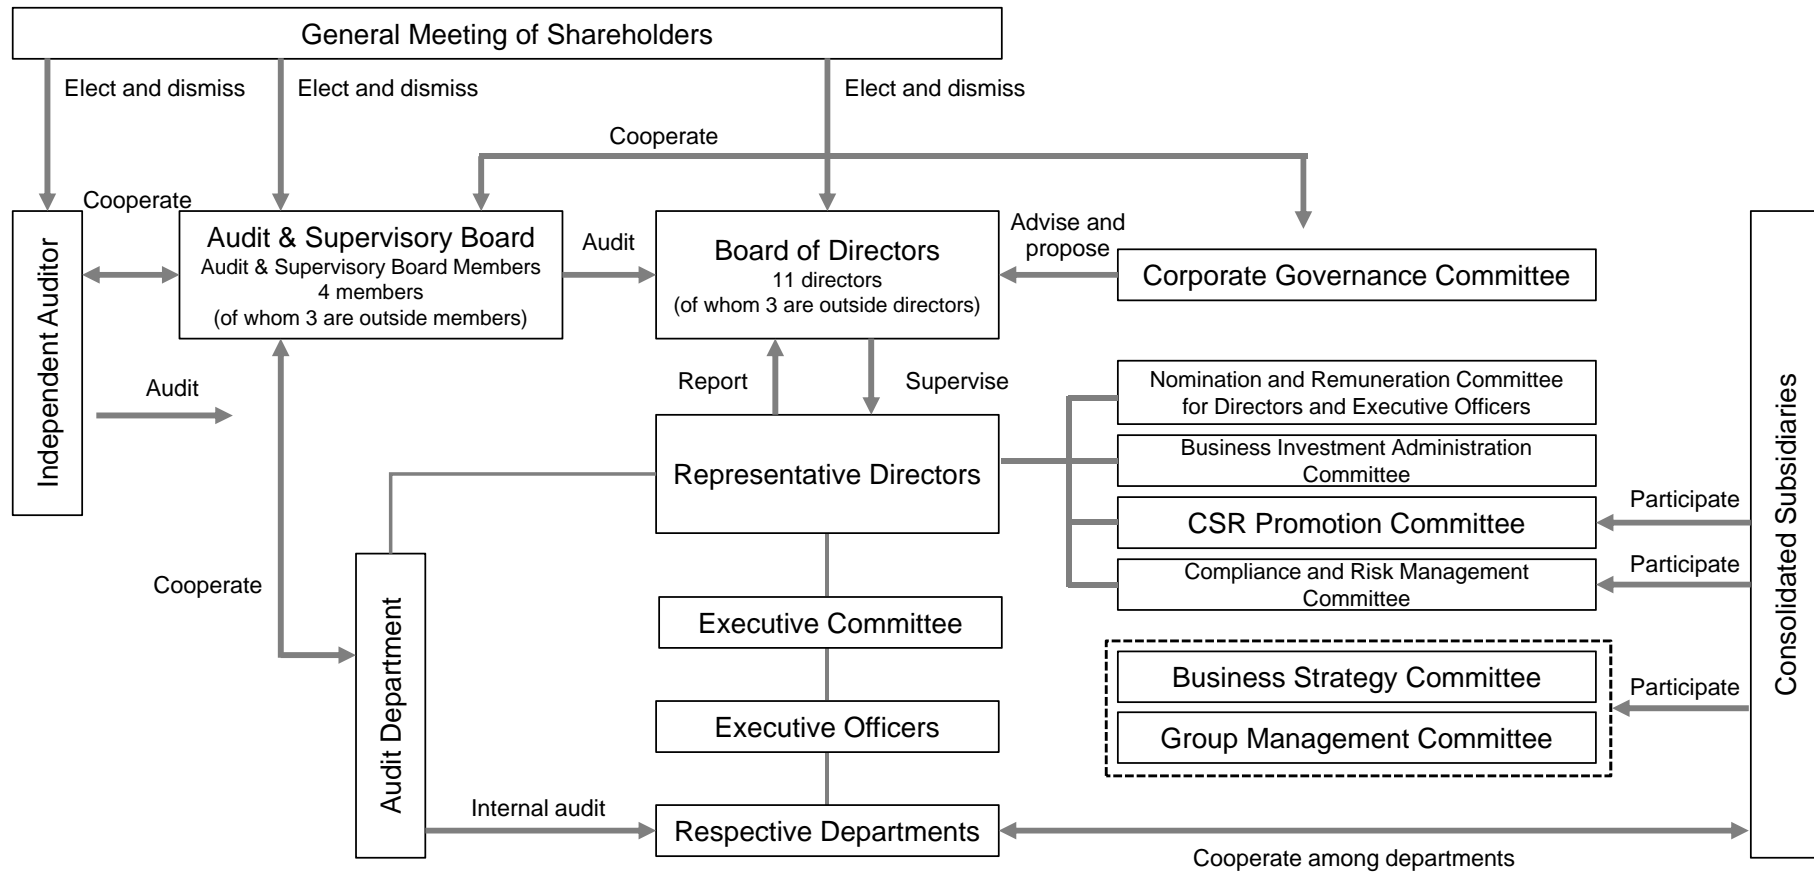 General Meeting of Shareholders
Elect and dismiss
Elect and dismiss
Elect and dismiss
Cooperate
Cooperate
Independent Auditor
Audit & Supervisory Board
Audit & Supervisory Board Members
4 members
(of whom 3 are outside members)
Audit
Board of Directors
11 directors
(of whom 3 are outside directors)
Advise and
propose
Corporate Governance Committee
Audit
Report
Supervise
Nomination and Remuneration Committee
for Directors and Executive Officers
Representative Directors
Business Investment Administration
Committee
CSR Promotion Committee
Participate
Compliance and Risk Management
Committee
Participate
Consolidated Subsidiaries
Cooperate
Audit Department
Executive Committee
Business Strategy Committee
Participate
Executive Officers
Group Management Committee
Internal audit
Respective Departments
Cooperate among departments